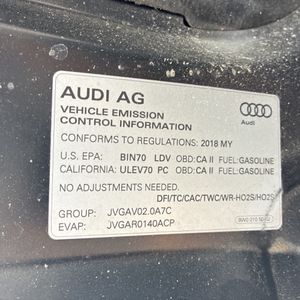 AUDI AG
VEHICLE EMISSION
CONTROL INFORMATION
Audi
CONFORMS TO REGULATIONS: 2018 MY
U.S. EPA: BIN70 LDV OBD:CA II FUEL:GASOLINE
CALIFORNIA: ULEV70 PC OBD:CA II FUEL:GASOLINE
NO ADJUSTMENTS NEEDED.
DFI/TC/CAC/TWC/WR-HO2S/HO2S
GROUP: JVGAV02.0A7C
EVAP: JVGAR0140ACP